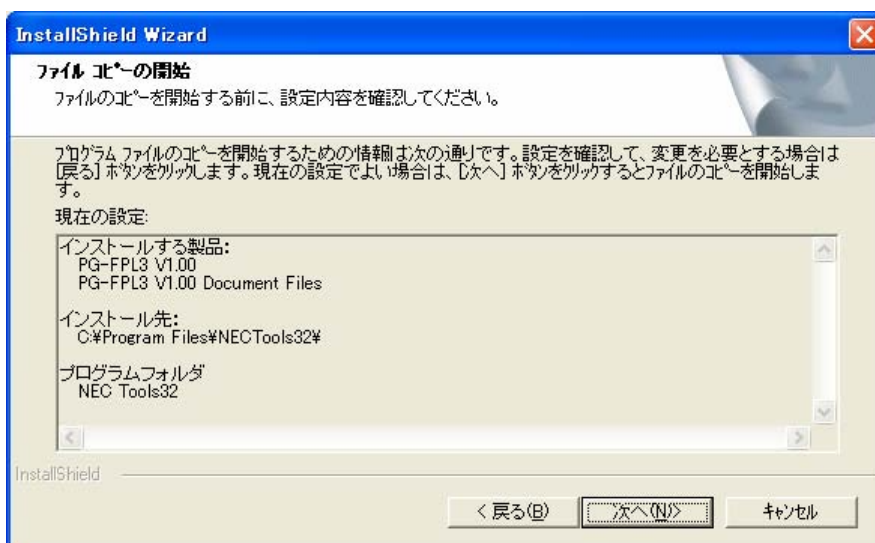 InstallShield Wizard
ファイル コピーの開始
ファイルのコピーを開始する前に、設定内容を確認してください。
プログラム ファイルのコピーを開始するための情報は次の通りです。設定を確認して、変更を必要とする場合は
[戻る] ボタンをクリックします。現在の設定でよい場合は、[次へ] ボタンをクリックするとファイルのコピーを開始しま
す。
現在の設定:
インストールする製品:
PG-FPL3 V1.00
PG-FPL3 V1.00 Document Files
インストール先:
C:¥Program Files¥NECTools32¥
プログラムフォルダ
NEC Tools32
InstallShield
< 戻る(B)
次へ(N)>
キャンセル